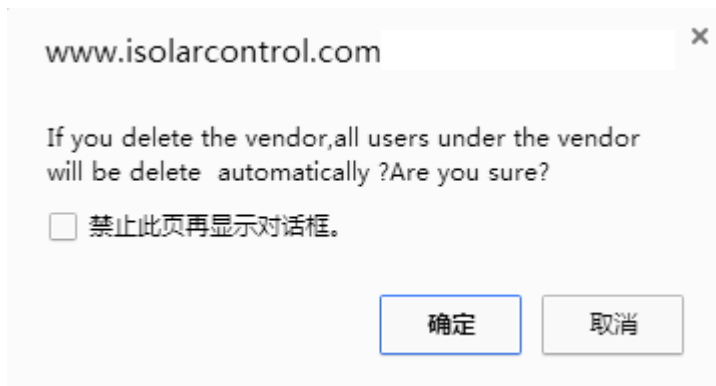 www.isolarcontrol.com
If you delete the vendor,all users under the vendor
will be delete  automatically ?Are you sure?
禁止此页再显示对话框。
确定 取消